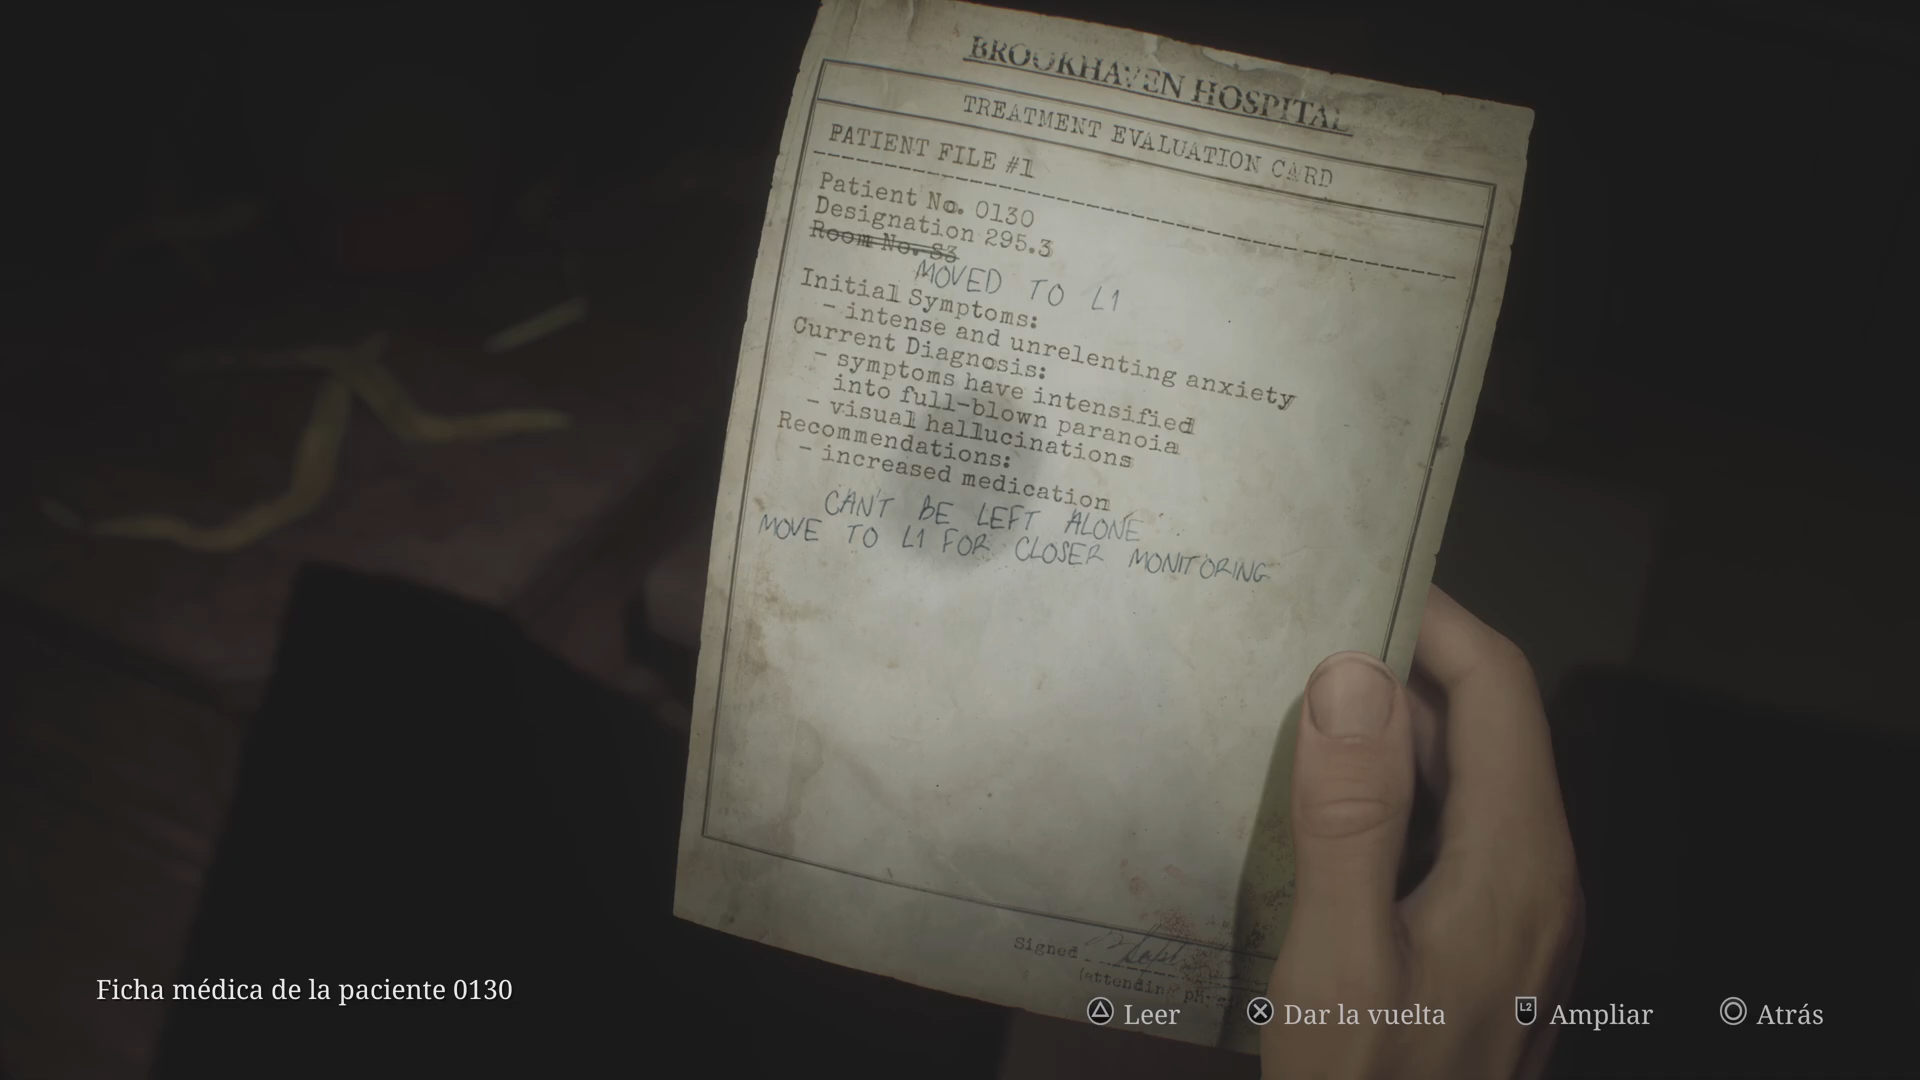 BROOKHAVEN HOSPITAL
TREATMENT EVALUATION CARD
PATIENT FILE #1
Patient No. 0130
Designation 295.3
Room No. S3
MOVED TO L1
Initial Symptoms:
- intense and unrelenting anxiety
Current Diagnosis:
- symptoms have intensified
into full-blown paranoia
- visual hallucinations
Recommendations:
- increased medication
CAN'T BE LEFT ALONE
MOVE TO L1 FOR CLOSER MONITORING
Signed
(attending
Ficha médica de la paciente 0130
Leer
Dar la vuelta
L2 Ampliar
Atrás